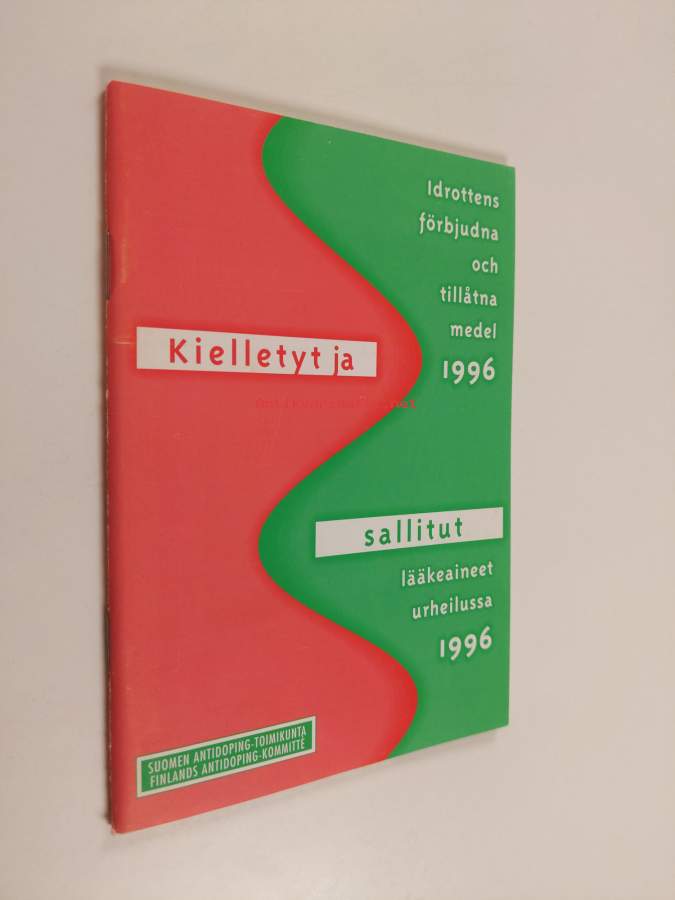 Idrottens
förbjudna
och
tillåtna
medel
1996
Kielletyt ja
sallitut
lääkeaineet
urheilussa
1996
SUOMEN ANTIDOPING-TOIMIKUNTA
FINLANDS ANTIDOPING-KOMMITTÉ